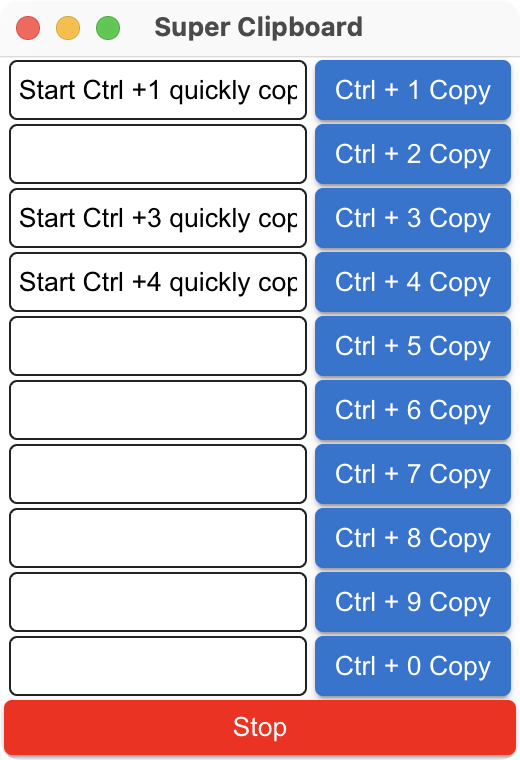 Super Clipboard
Start Ctrl +1 quickly cop Ctrl + 1 Copy
Ctrl + 2 Copy
Start Ctrl +3 quickly cop Ctrl + 3 Copy
Start Ctrl +4 quickly cop Ctrl + 4 Copy
Ctrl + 5 Copy
Ctrl + 6 Copy
Ctrl + 7 Copy
Ctrl + 8 Copy
Ctrl + 9 Copy
Ctrl + 0 Copy
Stop